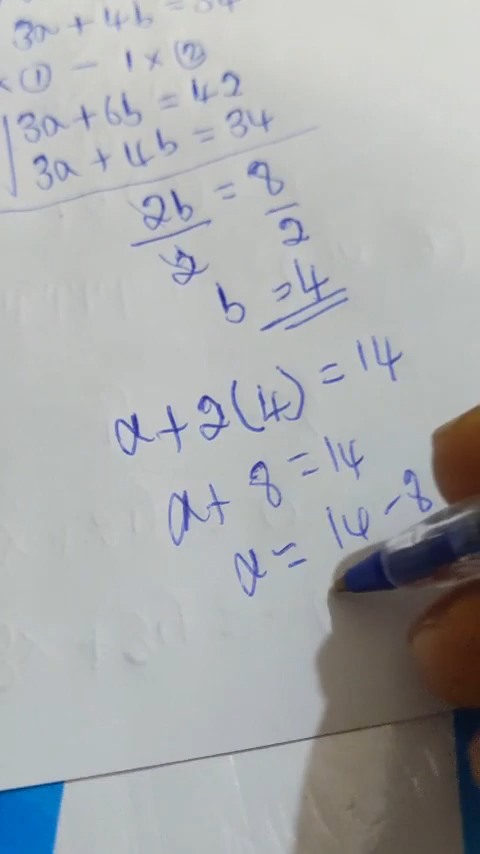 3a + 4b = 34
× ① - 1 × ②
3a + 6b = 42
3a + 4b = 34
2b = 8
2 2
b = 4
a + 2(4) = 14
a + 8 = 14
a = 14 - 8